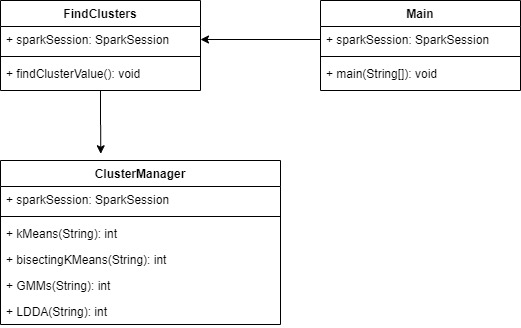 FindClusters
+ sparkSession: SparkSession
+ findClusterValue(): void
Main
+ sparkSession: SparkSession
+ main(String[]): void
ClusterManager
+ sparkSession: SparkSession
+ kMeans(String): int
+ bisectingKMeans(String): int
+ GMMs(String): int
+ LDDA(String): int